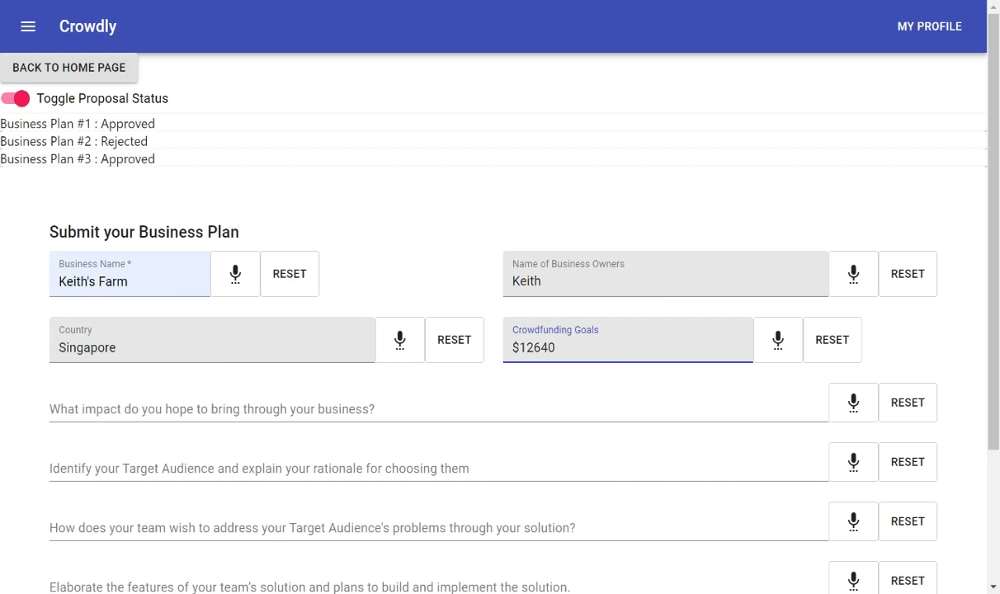 Crowdly MY PROFILE
BACK TO HOME PAGE
Toggle Proposal Status
Business Plan #1 : Approved
Business Plan #2 : Rejected
Business Plan #3 : Approved
Submit your Business Plan
Business Name * Name of Business Owners
Keith's Farm RESET Keith RESET
Country Crowdfunding Goals
Singapore RESET $12640 RESET
What impact do you hope to bring through your business? RESET
Identify your Target Audience and explain your rationale for choosing them RESET
How does your team wish to address your Target Audience's problems through your solution? RESET
Elaborate the features of your team's solution and plans to build and implement the solution. RESET